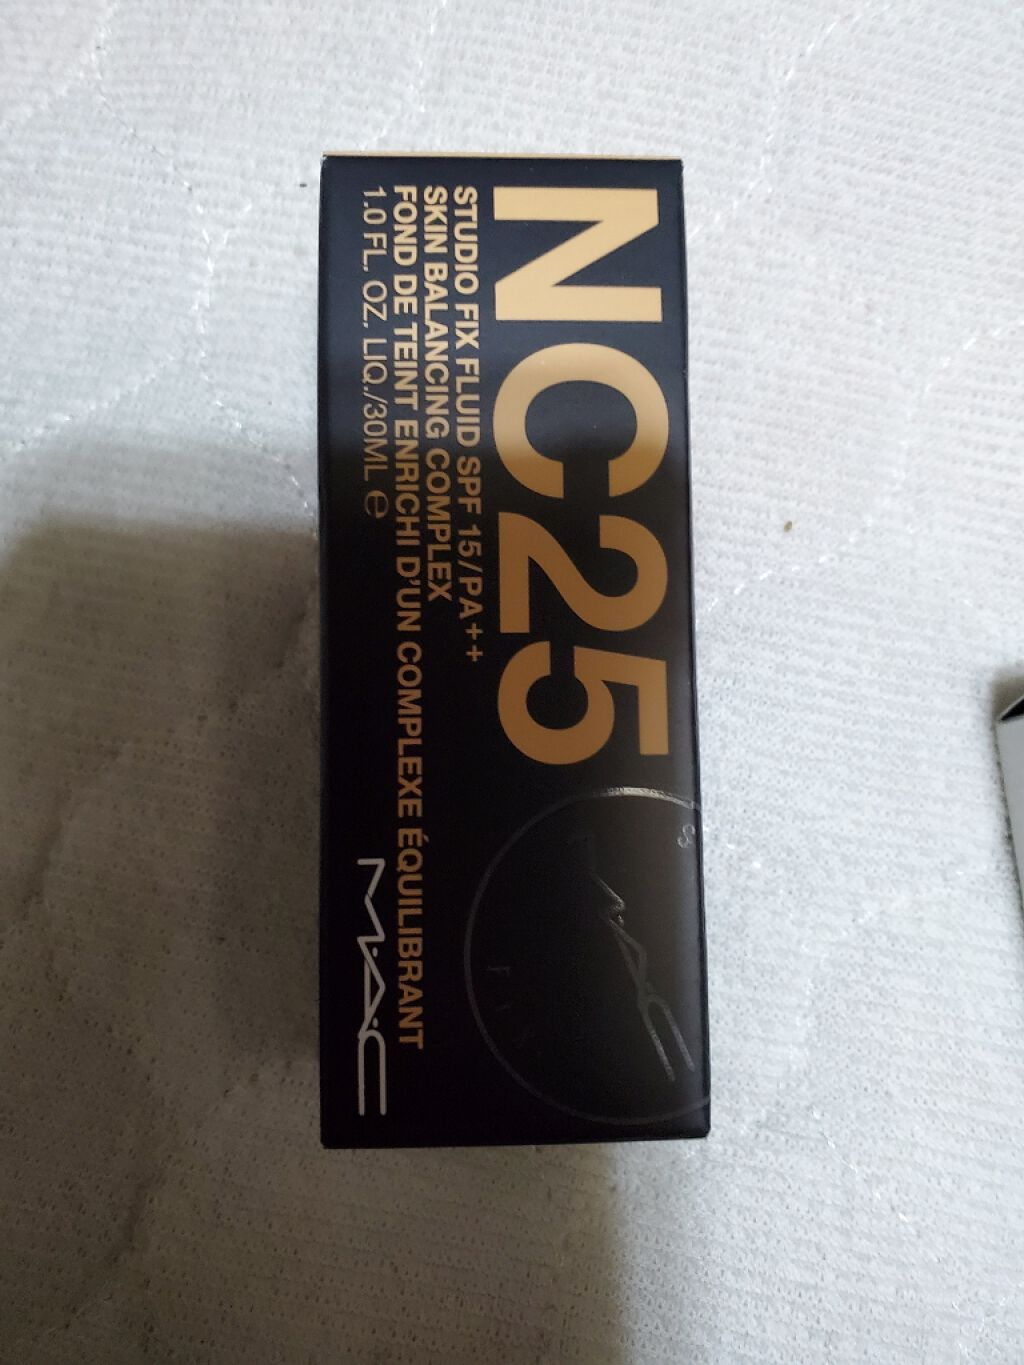 NC25
STUDIO FIX FLUID SPF 15/PA++
SKIN BALANCING COMPLEX
FOND DE TEINT ENRICHI D'UN COMPLEXE ÉQUILIBRANT
1.0 FL. OZ. LIQ./30ML ℮
M·A·C
M·A·C